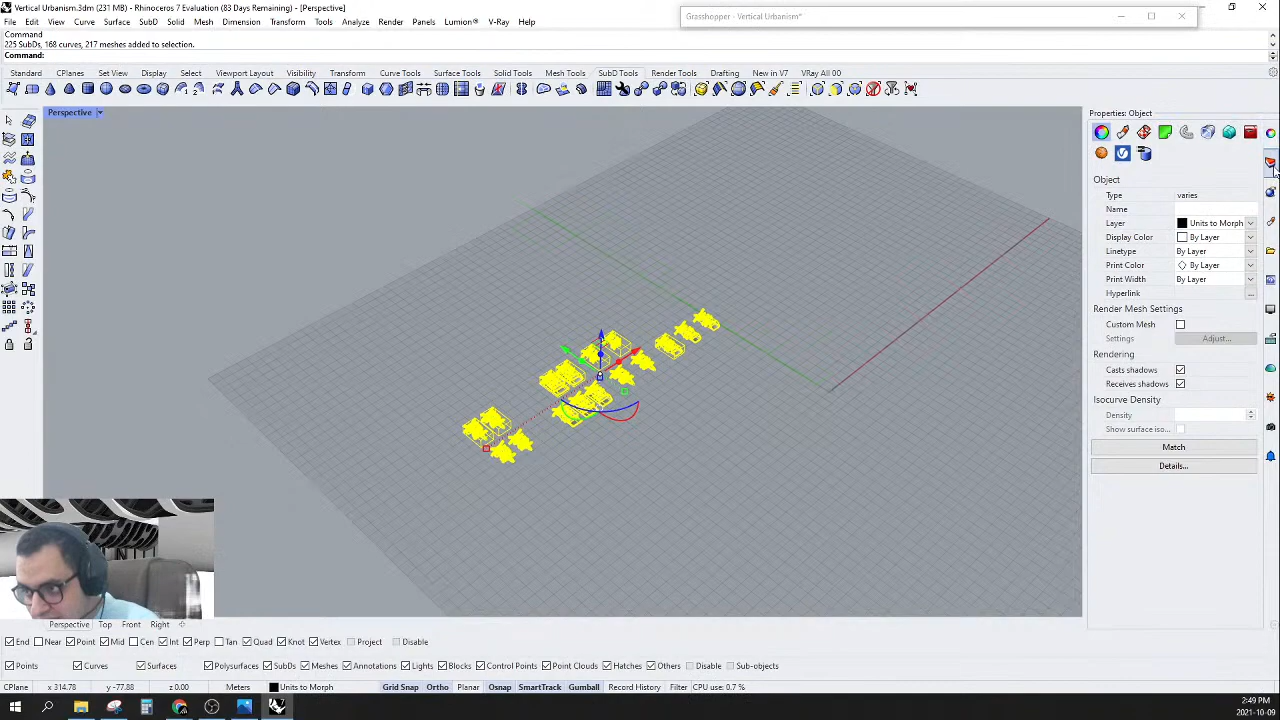 Vertical Urbanism.3dm (231 MB) - Rhinoceros 7 Evaluation (83 Days Remaining) - [Perspective]
Grasshopper - Vertical Urbanism*
File Edit View Curve Surface SubD Solid Mesh Dimension Transform Tools Analyze Render Panels Lumion® V-Ray Window Help
Command
225 SubDs, 168 curves, 217 meshes added to selection.
Command:
Standard CPlanes Set View Display Select Viewport Layout Visibility Transform Curve Tools Surface Tools Solid Tools Mesh Tools SubD Tools Render Tools Drafting New in V7 VRay All 00
Perspective
Properties: Object
Object
Type varies
Name
Layer Units to Morph
Display Color By Layer
Linetype By Layer
Print Color By Layer
Print Width By Layer
Hyperlink ...
Render Mesh Settings
Custom Mesh
Settings Adjust...
Rendering
Casts shadows
Receives shadows
Isocurve Density
Density
Show surface iso...
Match
Details...
Perspective Top Front Right
End Near Point Mid Cen Int Perp Tan Quad Knot Vertex Project Disable
Points Curves Surfaces Polysurfaces SubDs Meshes Annotations Lights Blocks Control Points Point Clouds Hatches Others Disable Sub-objects
CPlane x 314.78 y -77.88 z 0.00 Meters Units to Morph Grid Snap Ortho Planar Osnap SmartTrack Gumball Record History Filter CPU use: 0.7 %
2:49 PM
2021-10-09